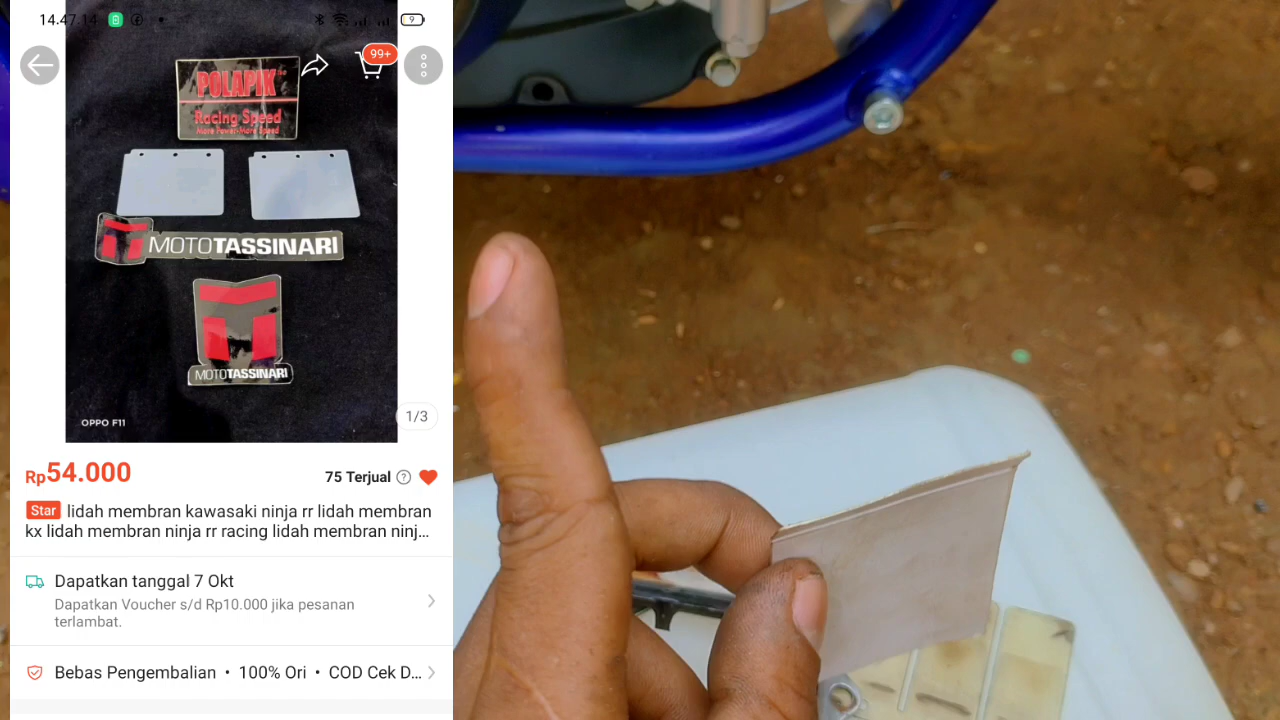 14.47.14
9
99+
POLAPIK
Racing Speed
More Power-More Speed
MOTOTASSINARI
MOTOTASSINARI
OPPO F11
1/3
Rp54.000
75 Terjual
Star lidah membran kawasaki ninja rr lidah membran
kx lidah membran ninja rr racing lidah membran ninj...
Dapatkan tanggal 7 Okt
Dapatkan Voucher s/d Rp10.000 jika pesanan
terlambat.
Bebas Pengembalian • 100% Ori • COD Cek D...